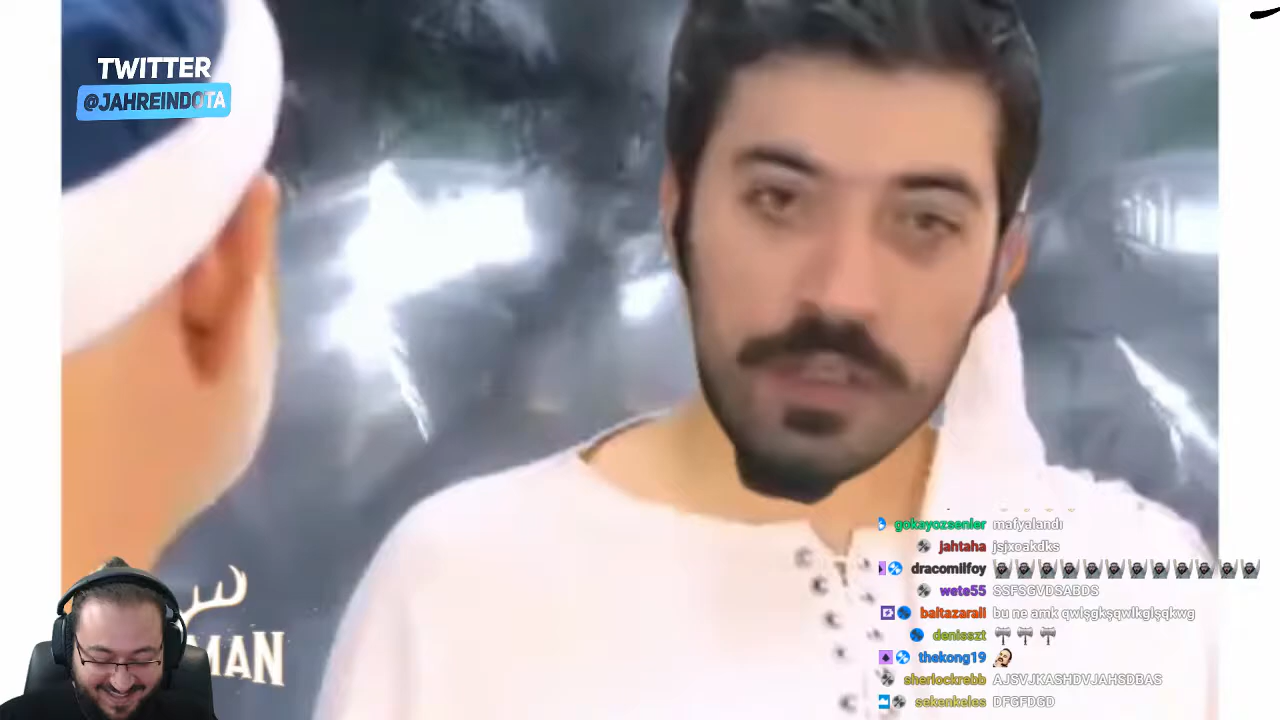 TWITTER
@JAHREINDOTA
gokayozsenler mafyalandı
jahtaha jsjxoakdks
dracomilfoy
wete55 SSFSGVDSABDS
baltazarali bu ne amk qwlşgkşqwlkglşqkwg
denisszt
thekong19
sherlockrebb AJSVJKASHDVJAHSDBAS
sekenkeles DFGFDGD
MAN